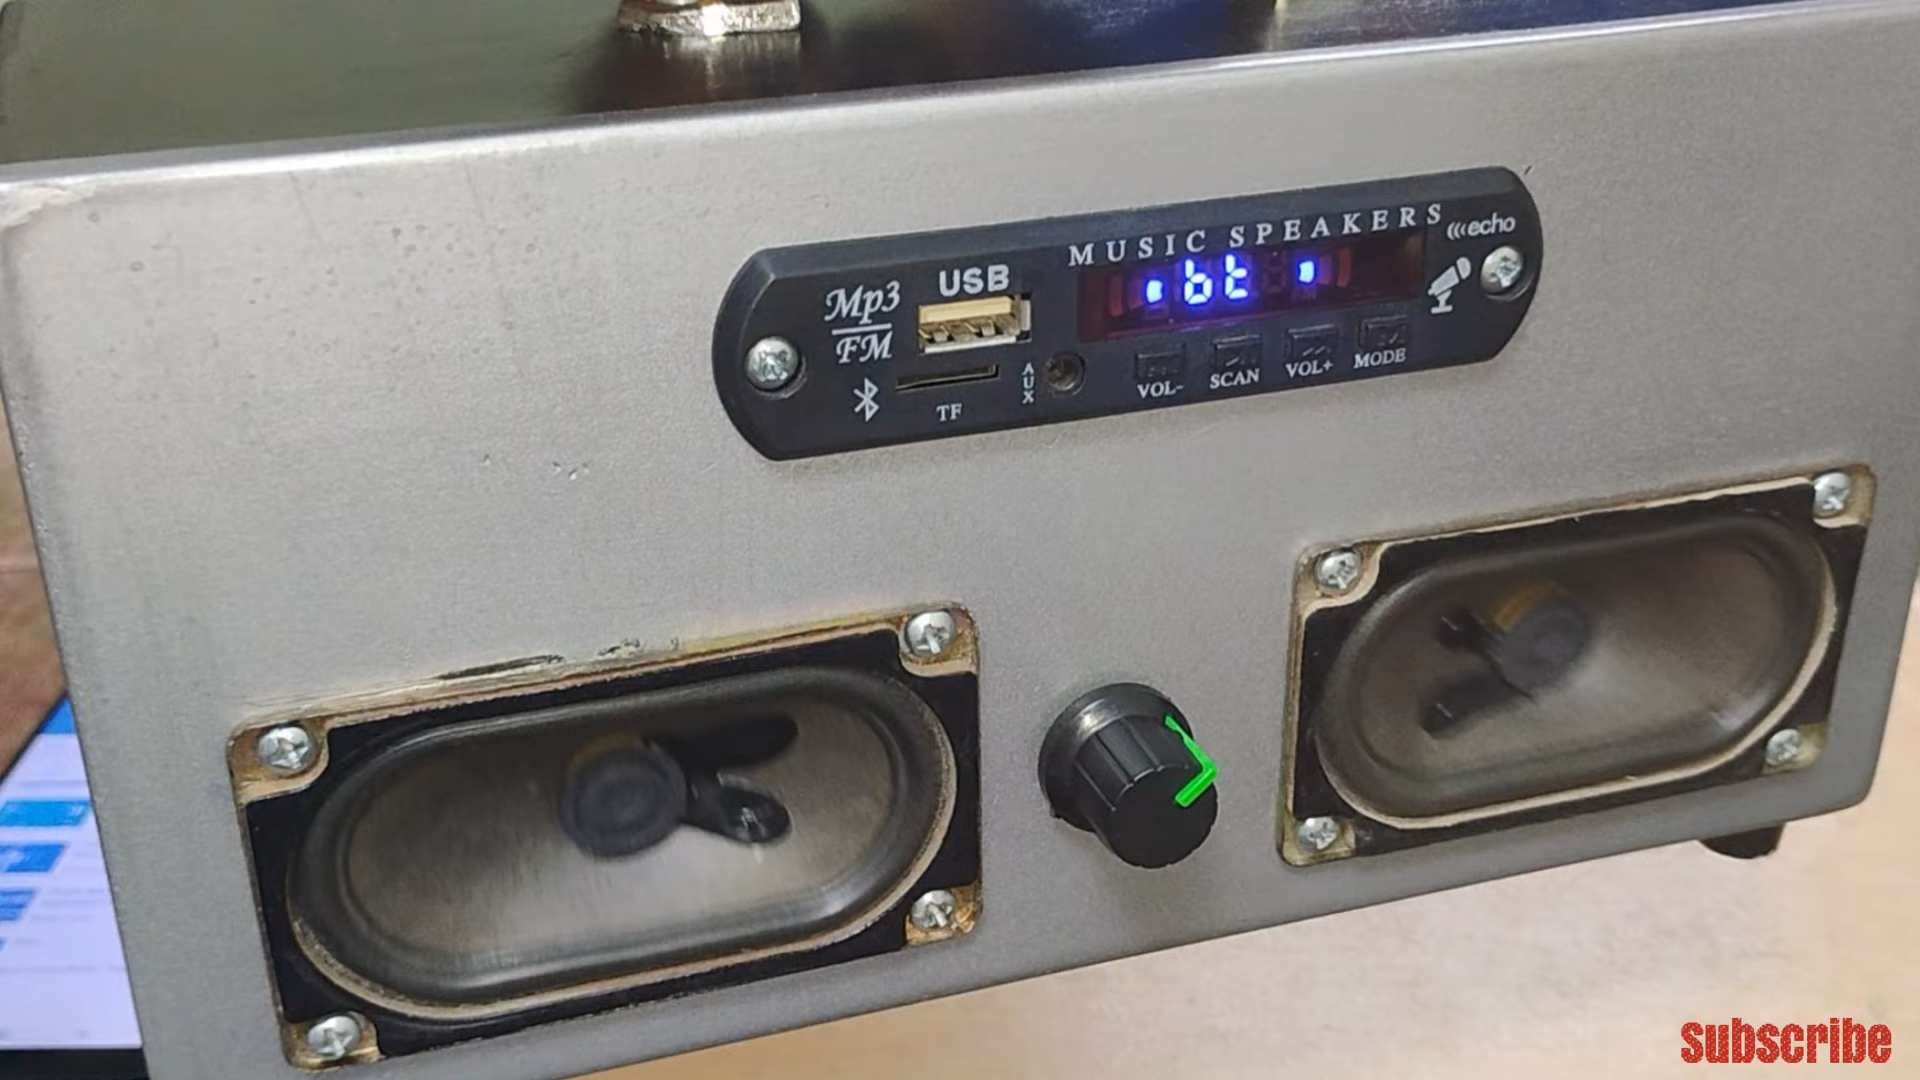 MUSIC SPEAKERS
(((echo
USB
Mp3
FM
bt
TF
AUX
VOL-
SCAN
VOL+
MODE
subscribe